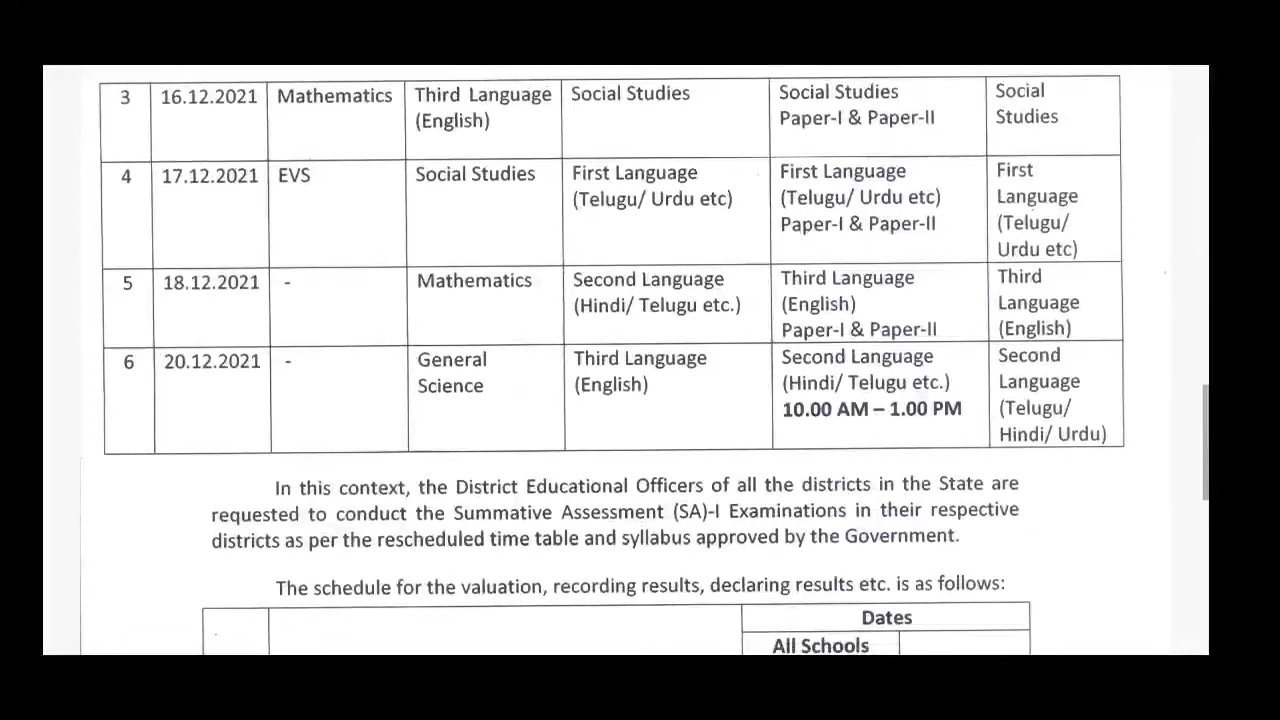 3 16.12.2021 Mathematics Third Language Social Studies Social Studies Social
(English) Paper-I & Paper-II Studies
4 17.12.2021 EVS Social Studies First Language First Language First
(Telugu/ Urdu etc) (Telugu/ Urdu etc) Language
Paper-I & Paper-II (Telugu/
Urdu etc)
5 18.12.2021 - Mathematics Second Language Third Language Third
(Hindi/ Telugu etc.) (English) Language
Paper-I & Paper-II (English)
6 20.12.2021 - General Third Language Second Language Second
Science (English) (Hindi/ Telugu etc.) Language
10.00 AM – 1.00 PM (Telugu/
Hindi/ Urdu)
In this context, the District Educational Officers of all the districts in the State are
requested to conduct the Summative Assessment (SA)-I Examinations in their respective
districts as per the rescheduled time table and syllabus approved by the Government.
The schedule for the valuation, recording results, declaring results etc. is as follows:
Dates
All Schools